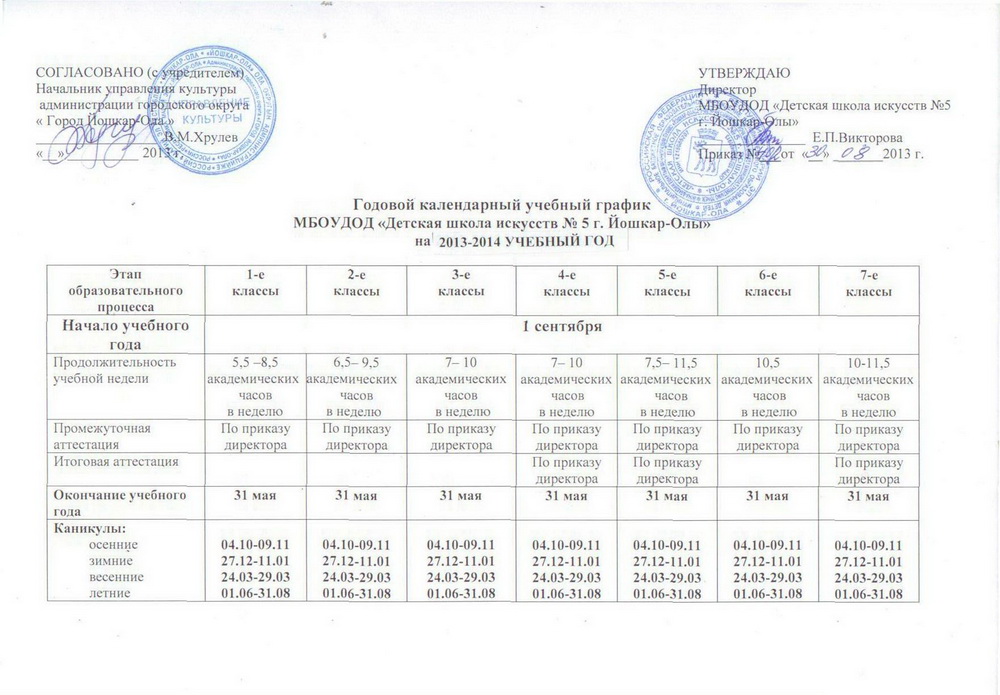 СОГЛАСОВАНО (с учредителем)
Начальник управления культуры
администрации городского округа
« Город Йошкар-Ола »
В.М.Хрулев
« » 2013 г.
УПРАВЛЕНИЕ
КУЛЬТУРЫ
УТВЕРЖДАЮ
Директор
МБОУДОД «Детская школа искусств №5
г. Йошкар-Олы»
Е.П.Викторова
Приказ № от «30» 08 2013 г.
Годовой календарный учебный график
МБОУДОД «Детская школа искусств № 5 г. Йошкар-Олы»
на 2013-2014 УЧЕБНЫЙ ГОД
Этап образовательного процесса 1-е классы 2-е классы 3-е классы 4-е классы 5-е классы 6-е классы 7-е классы
Начало учебного года 1 сентября
Продолжительность учебной недели 5,5 –8,5 академических часов в неделю 6,5– 9,5 академических часов в неделю 7– 10 академических часов в неделю 7– 10 академических часов в неделю 7,5– 11,5 академических часов в неделю 10,5 академических часов в неделю 10-11,5 академических часов в неделю
Промежуточная аттестация По приказу директора По приказу директора По приказу директора По приказу директора По приказу директора По приказу директора По приказу директора
Итоговая аттестация По приказу директора По приказу директора По приказу директора
Окончание учебного года 31 мая 31 мая 31 мая 31 мая 31 мая 31 мая 31 мая
Каникулы:
осенние 04.10-09.11 04.10-09.11 04.10-09.11 04.10-09.11 04.10-09.11 04.10-09.11 04.10-09.11
зимние 27.12-11.01 27.12-11.01 27.12-11.01 27.12-11.01 27.12-11.01 27.12-11.01 27.12-11.01
весенние 24.03-29.03 24.03-29.03 24.03-29.03 24.03-29.03 24.03-29.03 24.03-29.03 24.03-29.03
летние 01.06-31.08 01.06-31.08 01.06-31.08 01.06-31.08 01.06-31.08 01.06-31.08 01.06-31.08